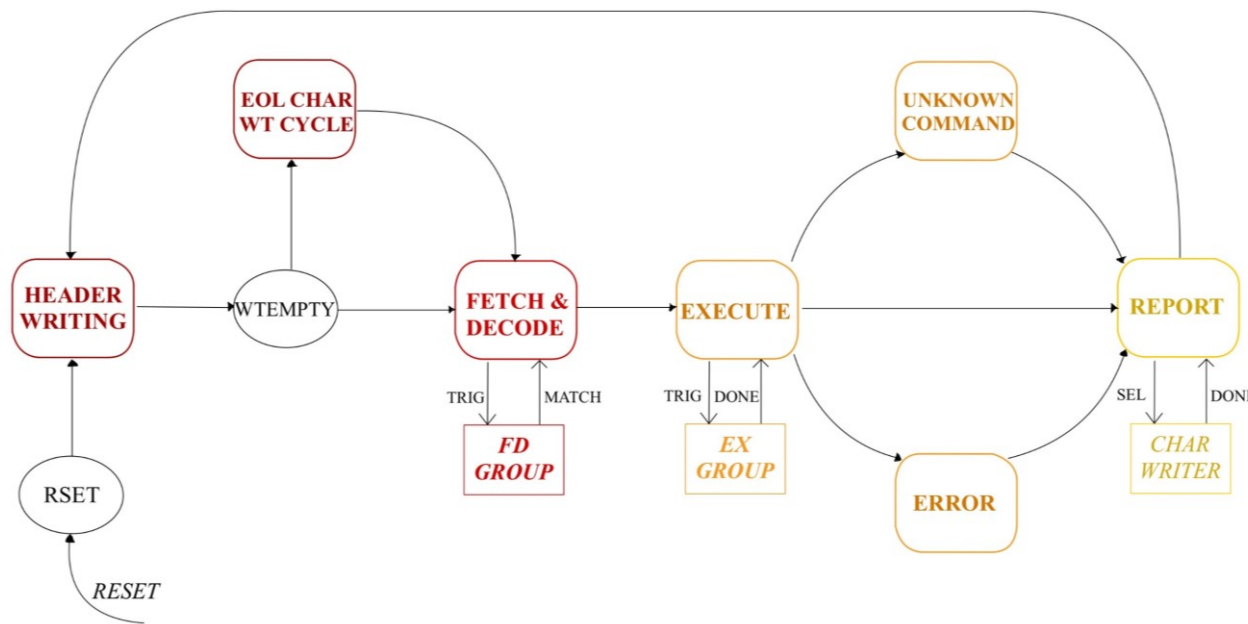 EOL CHAR
WT CYCLE
UNKNOWN
COMMAND
HEADER
WRITING
WTEMPTY
FETCH &
DECODE
EXECUTE
REPORT
TRIG
MATCH
TRIG
DONE
SEL
DONE
FD
GROUP
EX
GROUP
CHAR
WRITER
RSET
ERROR
RESET